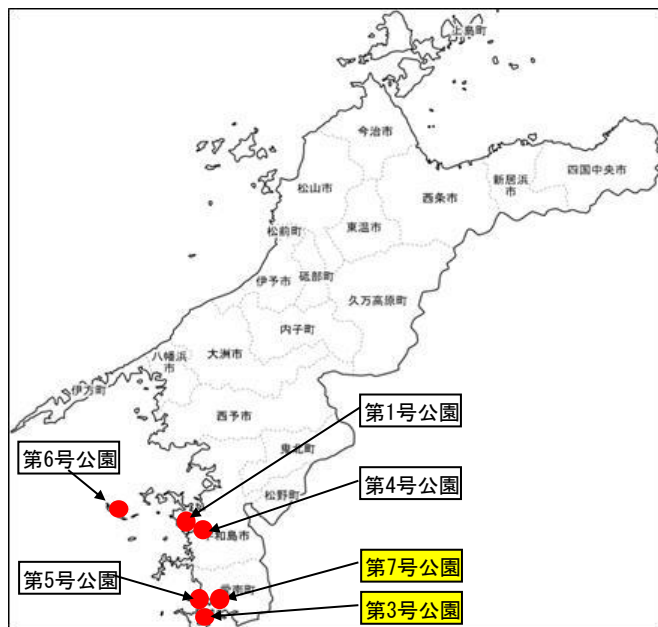 上島町
今治市
四国中央市
新居浜
市
西条市
松山市
東温市
松前町
砥部町
伊予市
久万高原町
内子町
大洲市
八幡浜
市
伊方町
西予市
第1号公園
鬼北町
第6号公園
松野町
第4号公園
宇和島市
第7号公園
第5号公園
愛南町
第3号公園